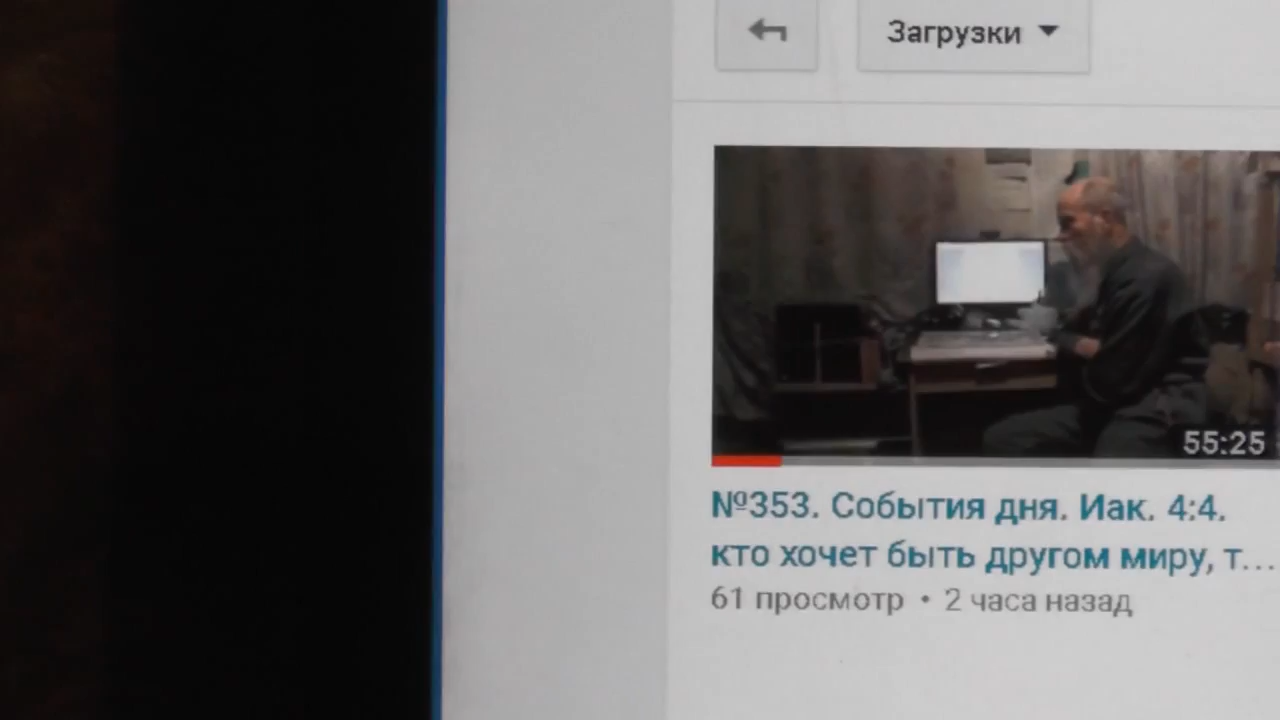 Загрузки
55:25
№353. События дня. Иак. 4:4.
кто хочет быть другом миру, т...
61 просмотр • 2 часа назад